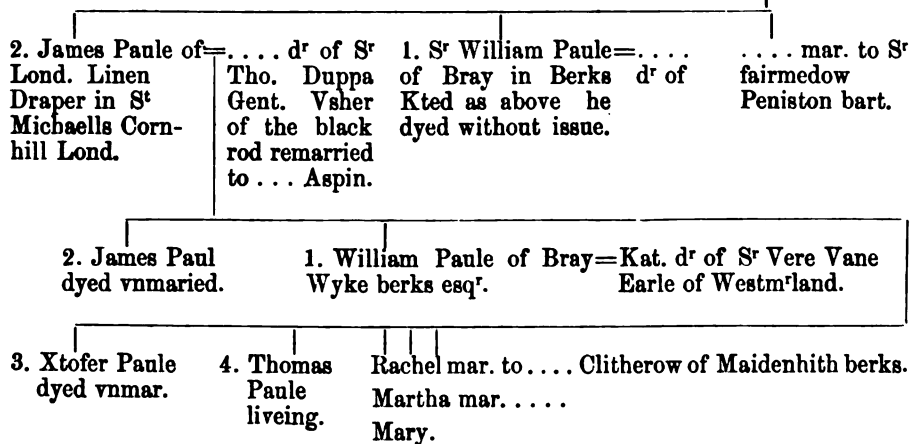 2. James Paule of=.... dʳ of Sʳ 1. Sʳ William Paule=.... .... mar. to Sʳ
Lond. Linen Tho. Duppa of Bray in Berks dʳ of fairmedow
Draper in Sᵗ Gent. Vsher Kted as above he Peniston bart.
Michaells Corn- of the black dyed without issue.
hill Lond. rod remarried
to ... Aspin.
2. James Paul 1. William Paule of Bray=Kat. dʳ of Sʳ Vere Vane
dyed vnmaried. Wyke berks esqʳ. Earle of Westmʳland.
3. Xtofer Paule 4. Thomas Rachel mar. to .... Clitherow of Maidenhith berks.
dyed vnmar. Paule Martha mar. .....
liveing. Mary.